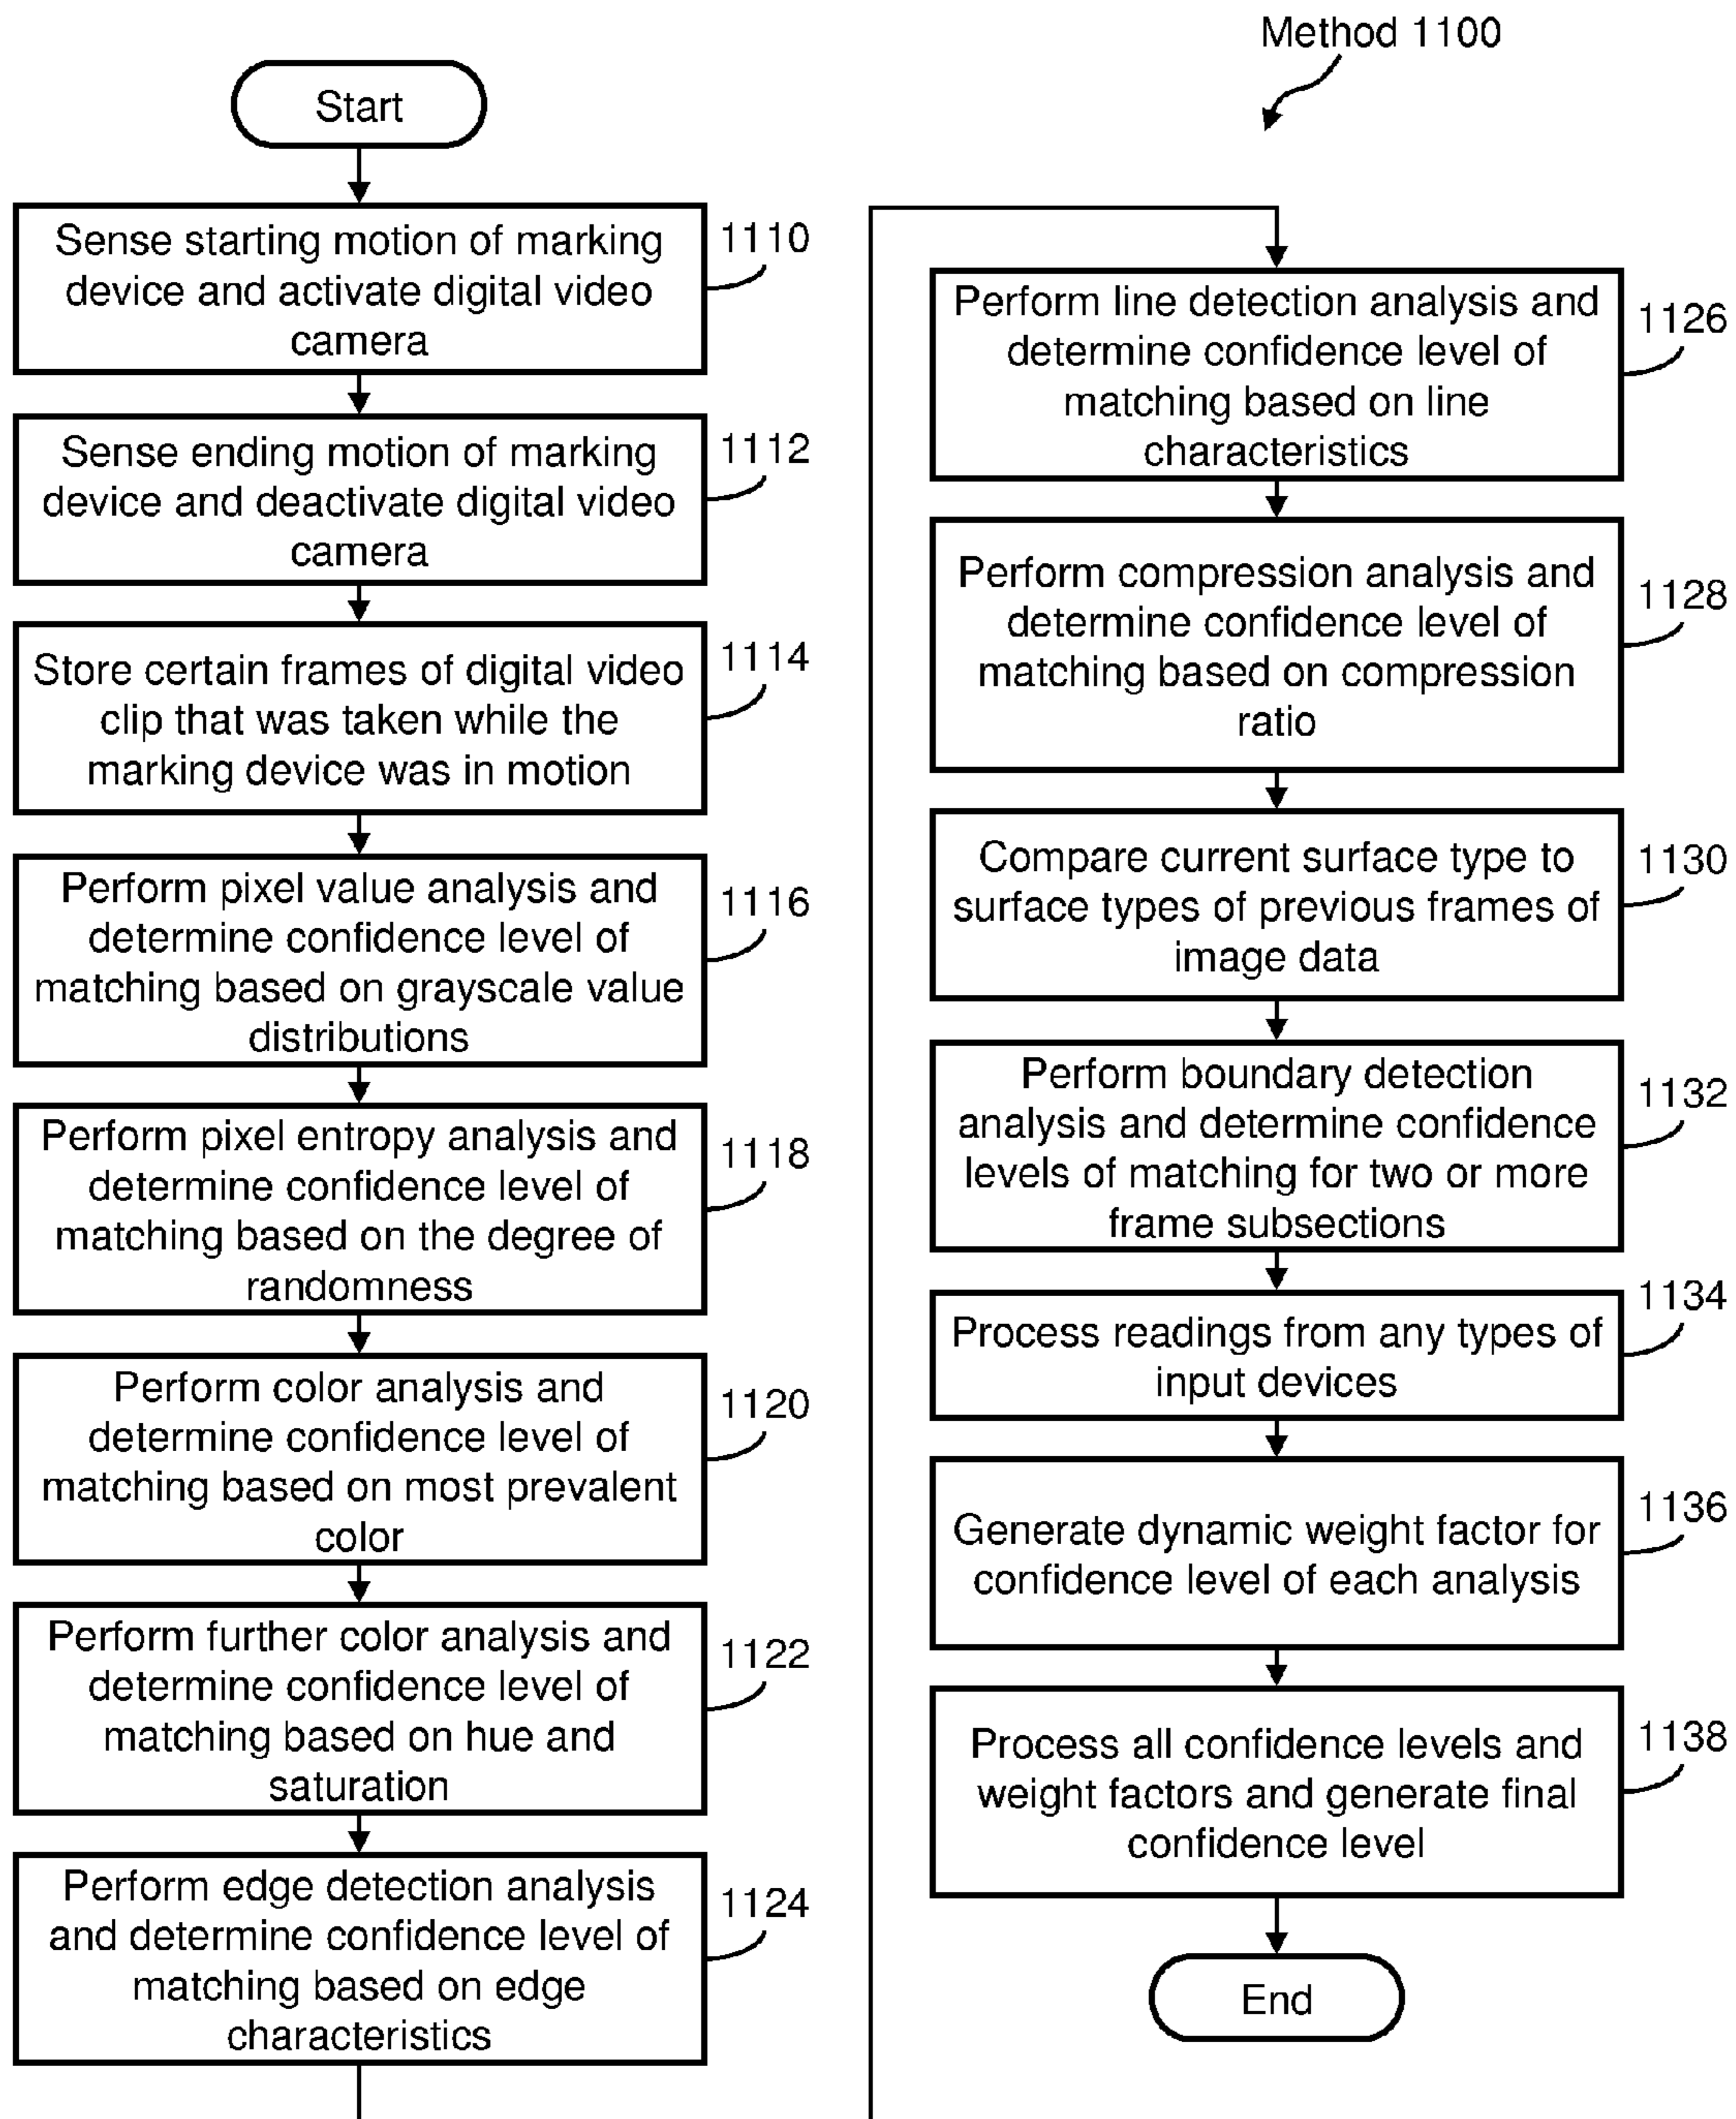 Method 1100
Start
Sense starting motion of marking
device and activate digital video
camera
1110
Sense ending motion of marking
device and deactivate digital video
camera
1112
Store certain frames of digital video
clip that was taken while the
marking device was in motion
1114
Perform pixel value analysis and
determine confidence level of
matching based on grayscale value
distributions
1116
Perform pixel entropy analysis and
determine confidence level of
matching based on the degree of
randomness
1118
Perform color analysis and
determine confidence level of
matching based on most prevalent
color
1120
Perform further color analysis and
determine confidence level of
matching based on hue and
saturation
1122
Perform edge detection analysis
and determine confidence level of
matching based on edge
characteristics
1124
Perform line detection analysis and
determine confidence level of
matching based on line
characteristics
1126
Perform compression analysis and
determine confidence level of
matching based on compression
ratio
1128
Compare current surface type to
surface types of previous frames of
image data
1130
Perform boundary detection
analysis and determine confidence
levels of matching for two or more
frame subsections
1132
Process readings from any types of
input devices
1134
Generate dynamic weight factor for
confidence level of each analysis
1136
Process all confidence levels and
weight factors and generate final
confidence level
1138
End